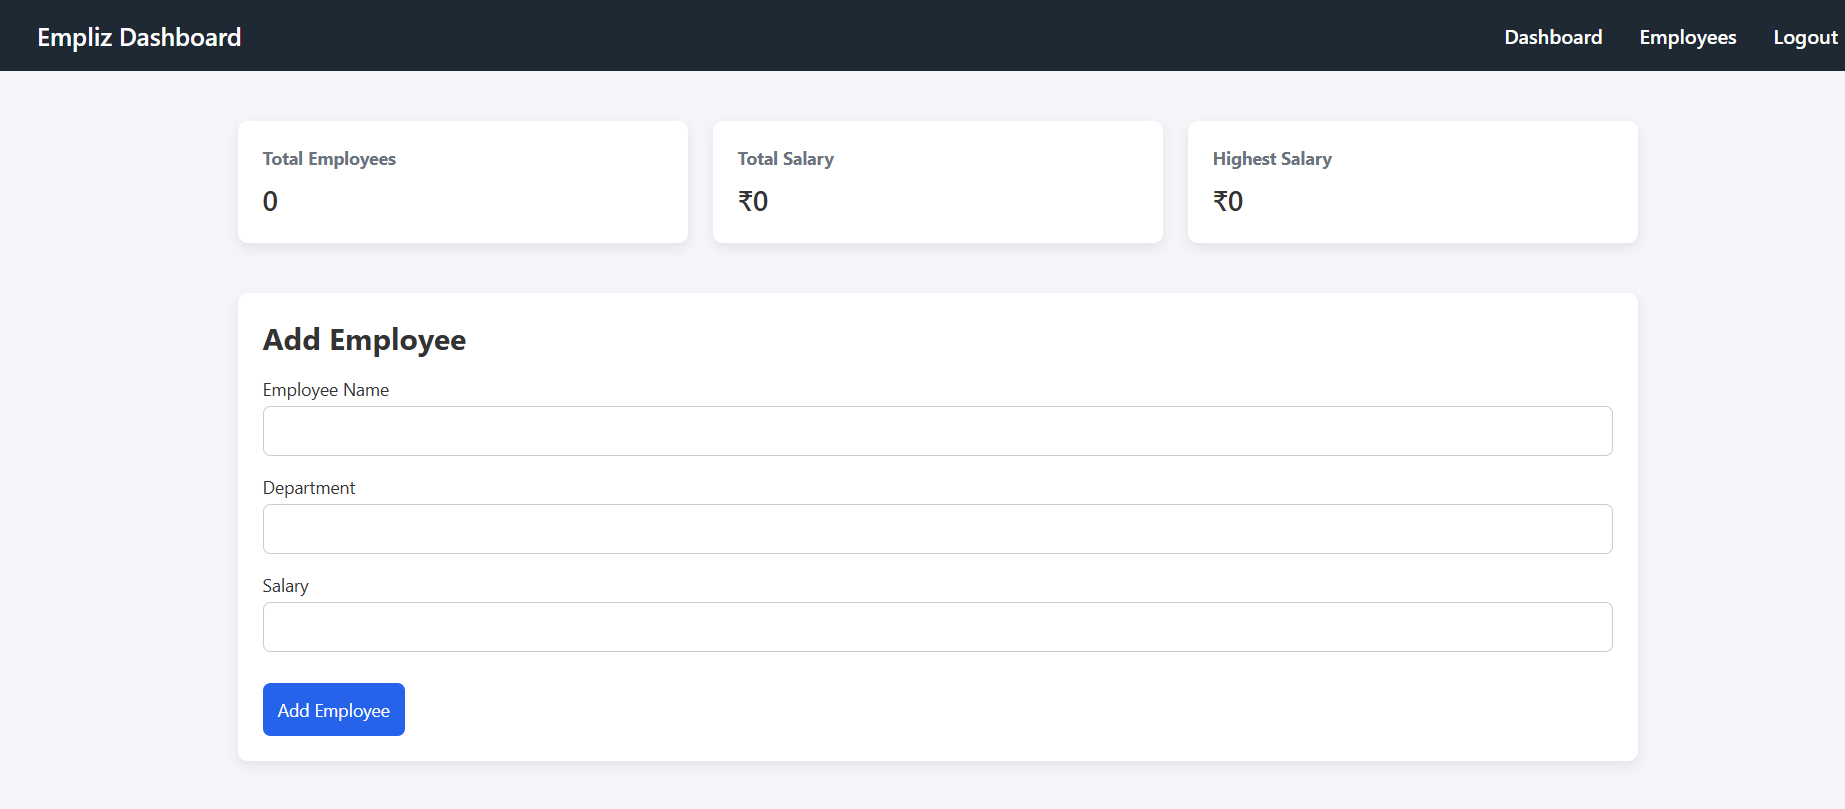 Empliz Dashboard
Dashboard Employees Logout
Total Employees
0
Total Salary
₹0
Highest Salary
₹0
Add Employee
Employee Name
Department
Salary
Add Employee